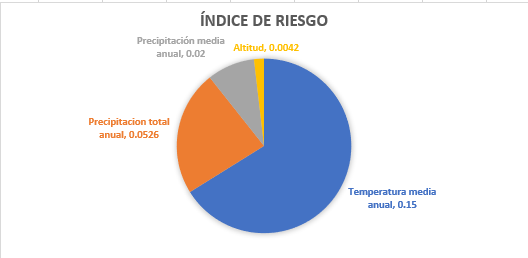 ÍNDICE DE RIESGO
Precipitación media
anual, 0.02
Altitud, 0.0042
Precipitacion total
anual, 0.0526
Temperatura media
anual, 0.15